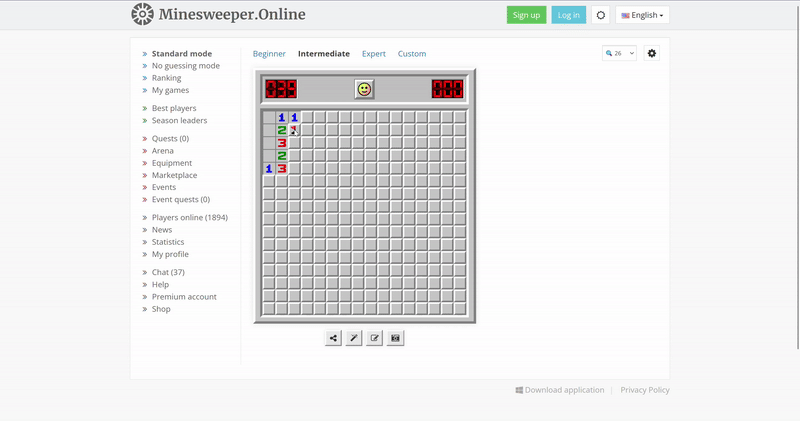 Minesweeper.Online
Sign up
Log in
English
Standard mode
No guessing mode
Ranking
My games
Best players
Season leaders
Quests (0)
Arena
Equipment
Marketplace
Events
Event quests (0)
Players online (1894)
News
Statistics
My profile
Chat (37)
Help
Premium account
Shop
Beginner Intermediate Expert Custom
26
039 000
1 1
2
3
2
1 3
Download application | Privacy Policy